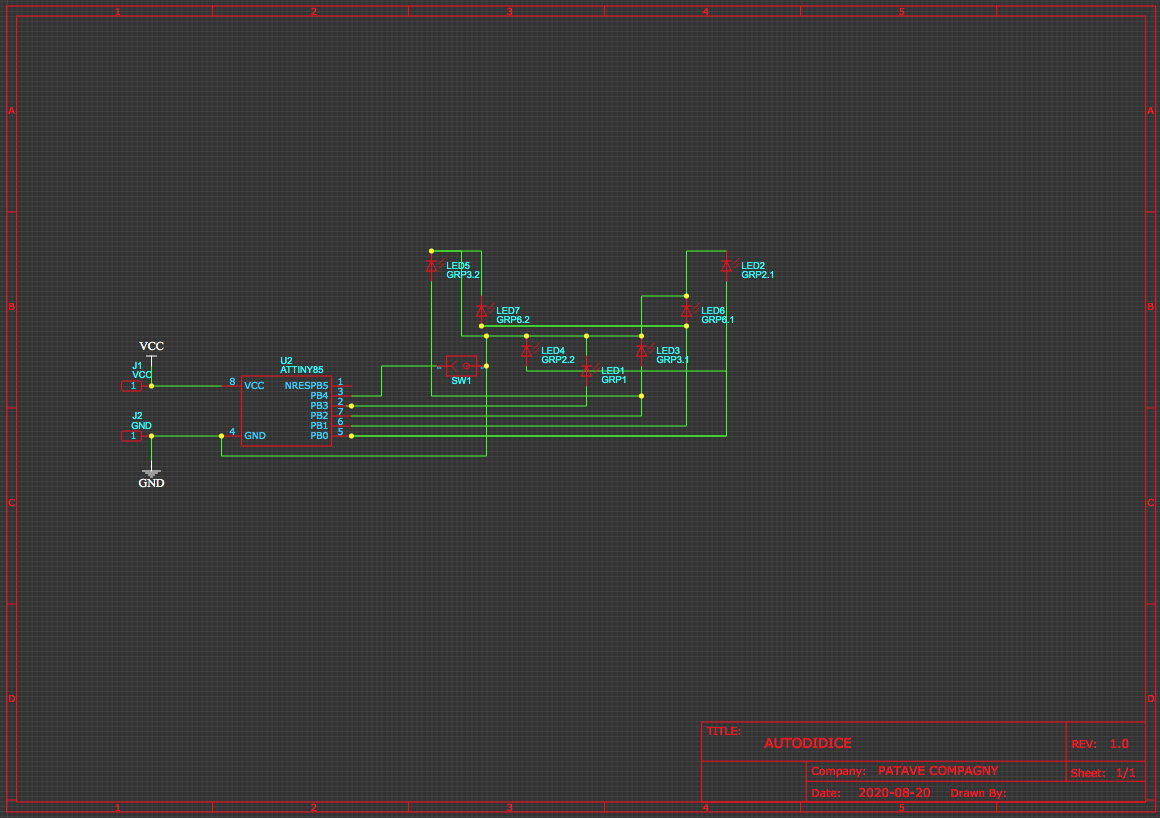 1 2 3 4 5
A A
LED5
GRP3.2
LED2
GRP2.1
B B
LED7
GRP6.2
LED6
GRP6.1
VCC
LED4
GRP2.2
LED3
GRP3.1
J1
VCC
1
U2
ATTINY85
LED1
GRP1
SW1
8 VCC NRESPB5 1
PB4 3
PB3 2
J2
GND
1
PB2 7
PB1 6
4 GND PB0 5
GND
C C
D D
TITLE:
AUTODIDICE
REV: 1.0
Company: PATAVE COMPAGNY
Sheet: 1/1
Date: 2020-08-20 Drawn By:
1 2 3 4 5